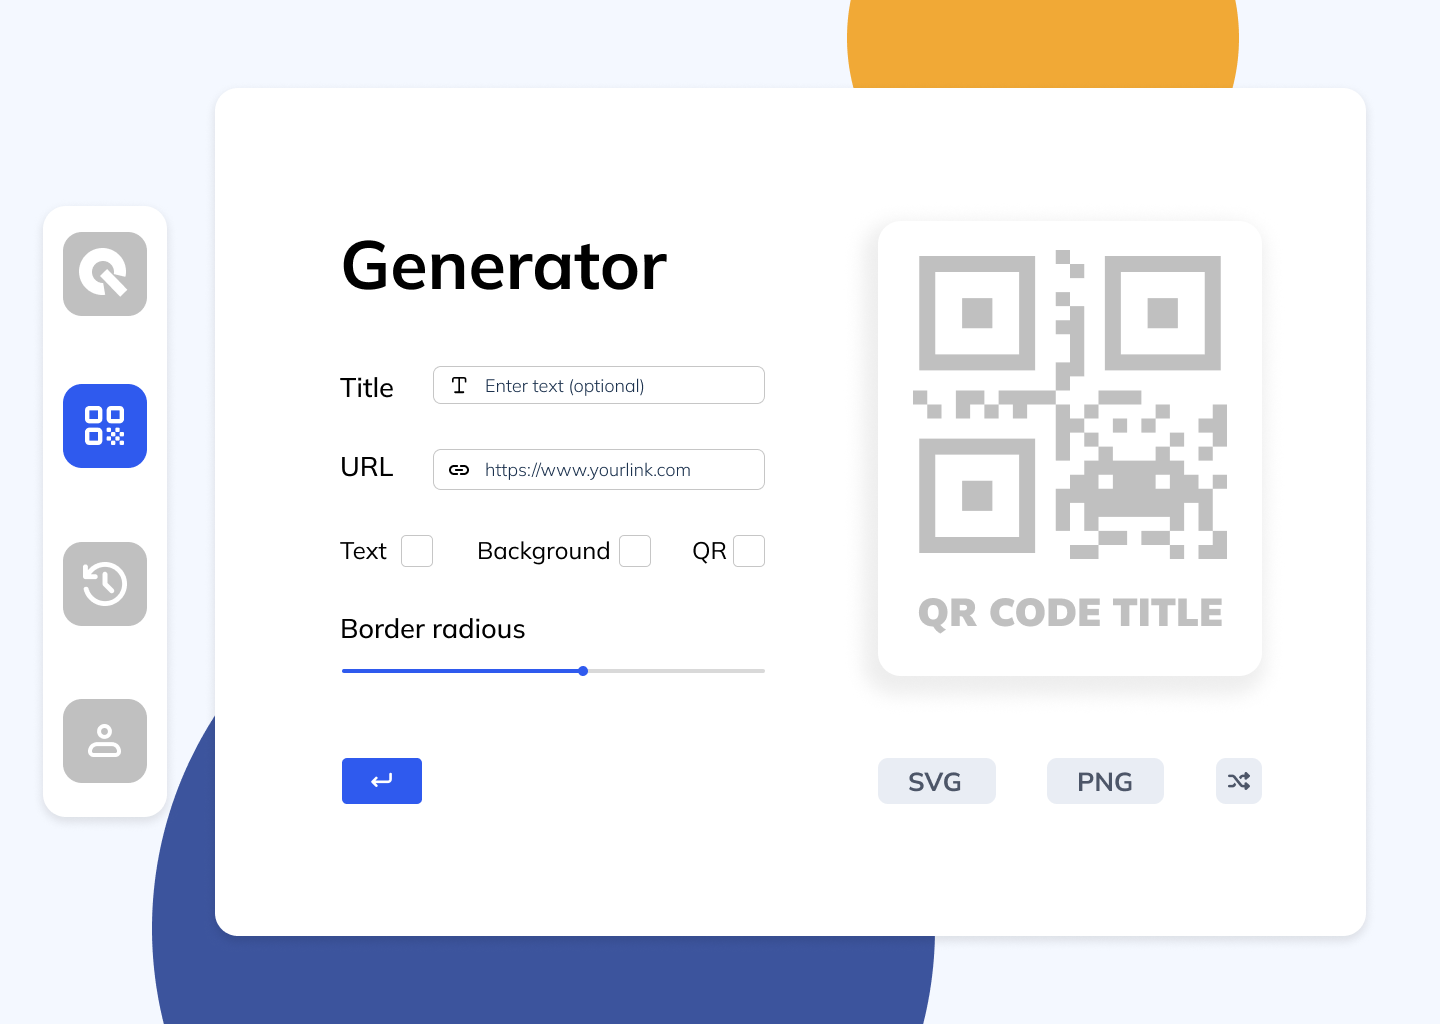 Generator
Title
Enter text (optional)
URL
https://www.yourlink.com
Text
Background
QR
Border radious
QR CODE TITLE
SVG
PNG